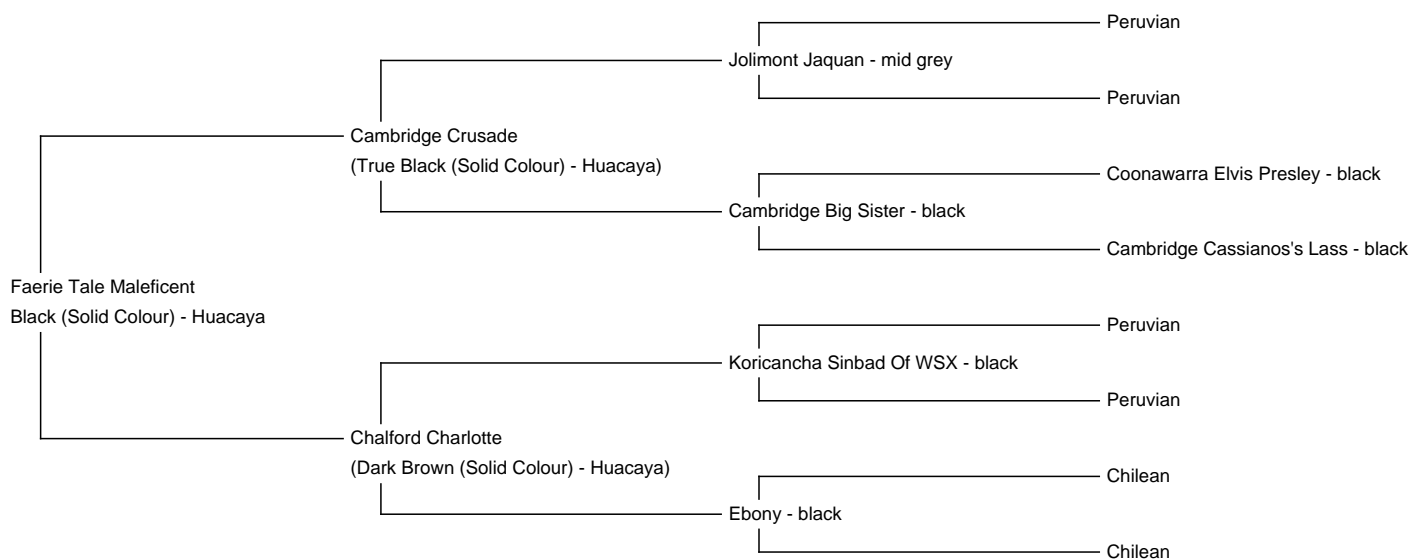 Peruvian
Jolimont Jaquan - mid grey
Peruvian
Cambridge Crusade
(True Black (Solid Colour) - Huacaya)
Coonawarra Elvis Presley - black
Cambridge Big Sister - black
Cambridge Cassianos's Lass - black
Faerie Tale Maleficent
Black (Solid Colour) - Huacaya
Peruvian
Koricancha Sinbad Of WSX - black
Peruvian
Chalford Charlotte
(Dark Brown (Solid Colour) - Huacaya)
Chilean
Ebony - black
Chilean